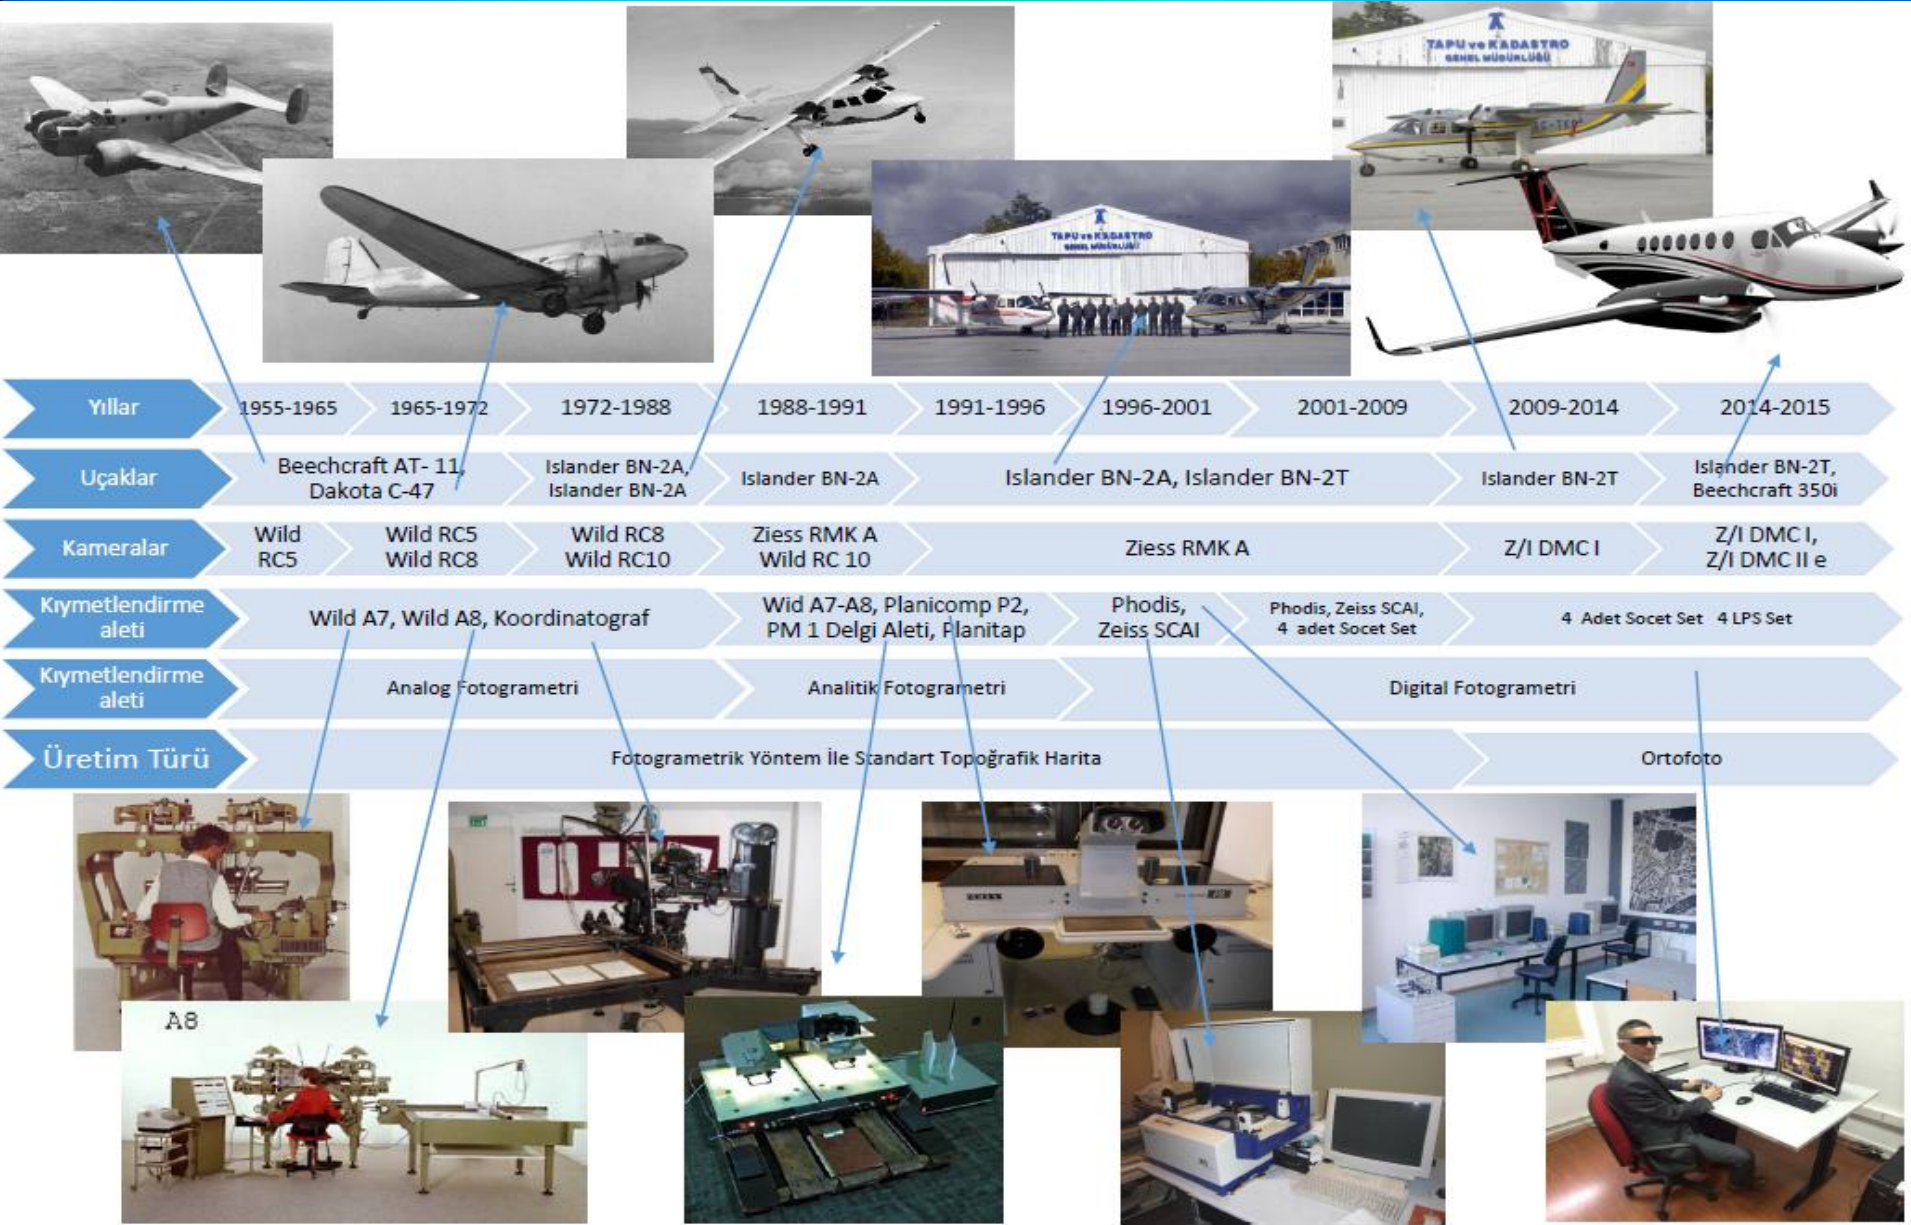 TAPU ve KADASTRO
GENEL MÜDÜRLÜĞÜ
TAPU ve KADASTRO
GENEL MÜDÜRLÜĞÜ
Yıllar
1955-1965
1965-1972
1972-1988
1988-1991
1991-1996
1996-2001
2001-2009
2009-2014
2014-2015
Uçaklar
Beechcraft AT- 11,
Dakota C-47
Islander BN-2A,
Islander BN-2A
Islander BN-2A
Islander BN-2A, Islander BN-2T
Islander BN-2T
Islander BN-2T,
Beechcraft 350i
Kameralar
Wild
RC5
Wild RC5
Wild RC8
Wild RC8
Wild RC10
Ziess RMK A
Wild RC 10
Ziess RMK A
Z/I DMC I
Z/I DMC I,
Z/I DMC II e
Kıymetlendirme
aleti
Wild A7, Wild A8, Koordinatograf
Wid A7-A8, Planicomp P2,
PM 1 Delgi Aleti, Planitap
Phodis,
Zeiss SCAI
Phodis, Zeiss SCAI,
4 adet Socet Set
4 Adet Socet Set 4 LPS Set
Kıymetlendirme
aleti
Analog Fotogrametri
Analitik Fotogrametri
Digital Fotogrametri
Üretim Türü
Fotogrametrik Yöntem İle Standart Topoğrafik Harita
Ortofoto
A8
ZEISS